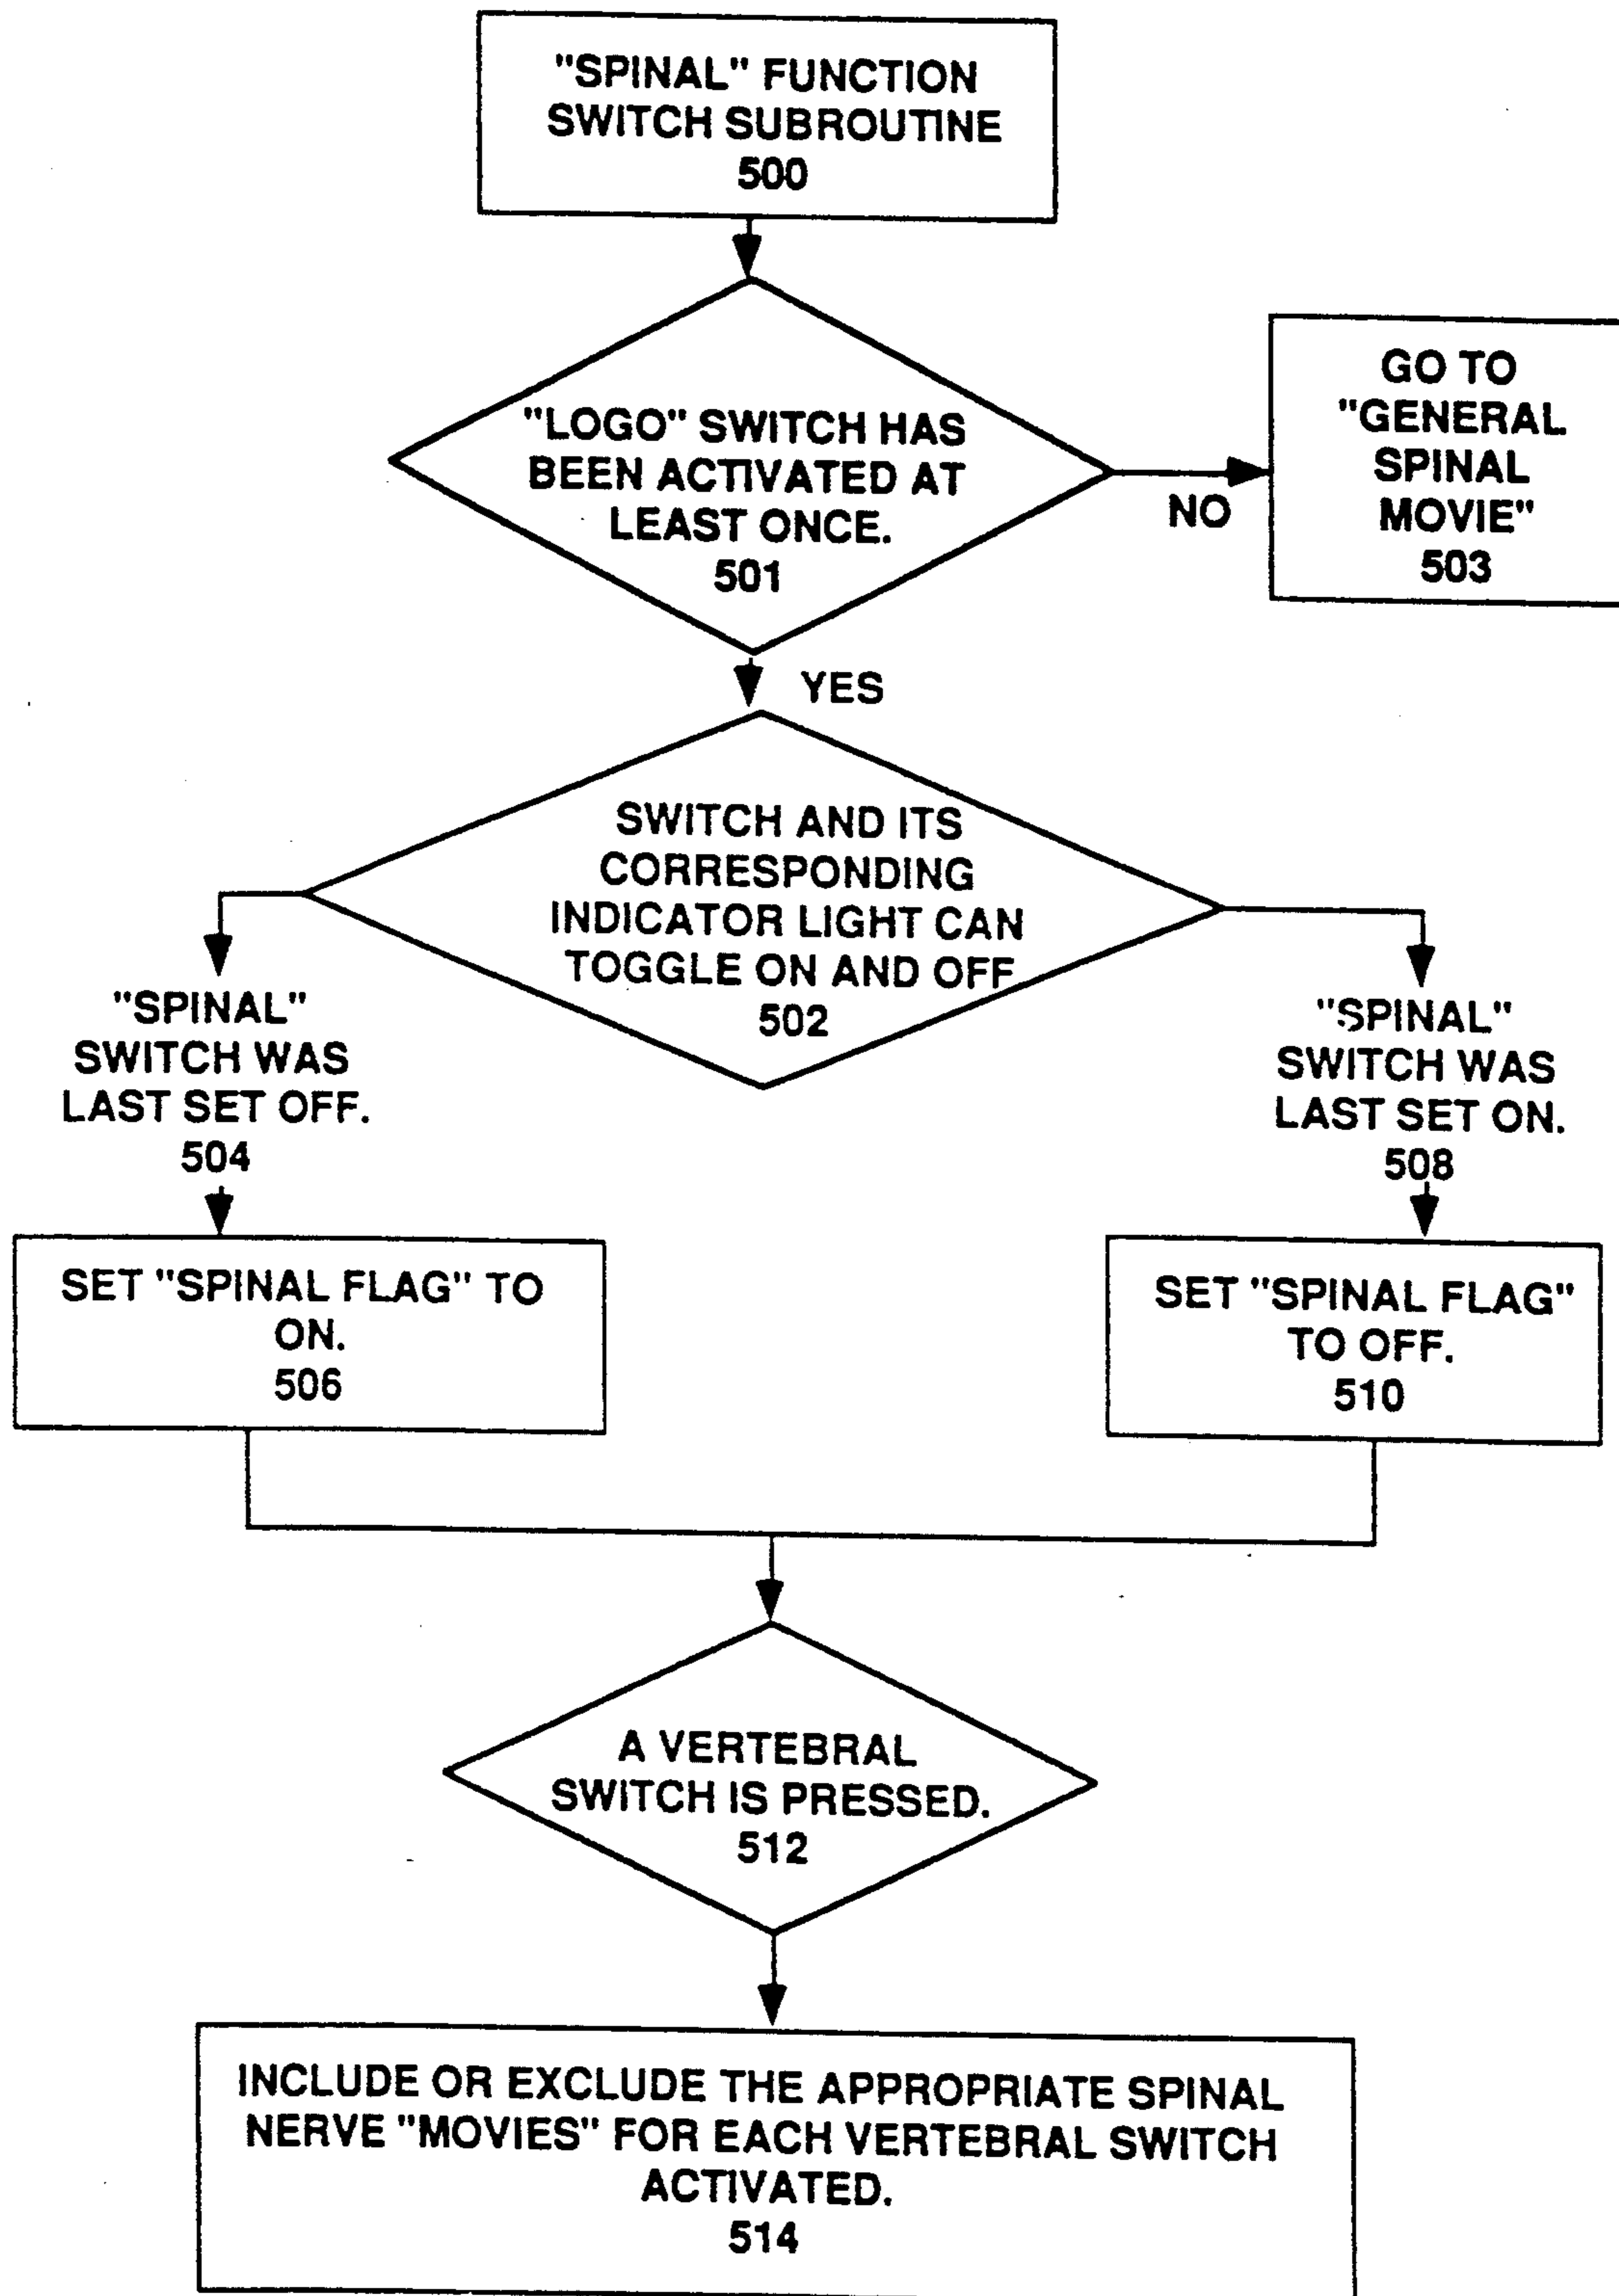 "SPINAL" FUNCTION
SWITCH SUBROUTINE
500
"LOGO" SWITCH HAS
BEEN ACTIVATED AT
LEAST ONCE.
501
NO
GO TO
"GENERAL
SPINAL
MOVIE"
503
YES
SWITCH AND ITS
CORRESPONDING
INDICATOR LIGHT CAN
TOGGLE ON AND OFF
502
"SPINAL"
SWITCH WAS
LAST SET OFF.
504
"SPINAL"
SWITCH WAS
LAST SET ON.
508
SET "SPINAL FLAG" TO
ON.
506
SET "SPINAL FLAG"
TO OFF.
510
A VERTEBRAL
SWITCH IS PRESSED.
512
INCLUDE OR EXCLUDE THE APPROPRIATE SPINAL
NERVE "MOVIES" FOR EACH VERTEBRAL SWITCH
ACTIVATED.
514